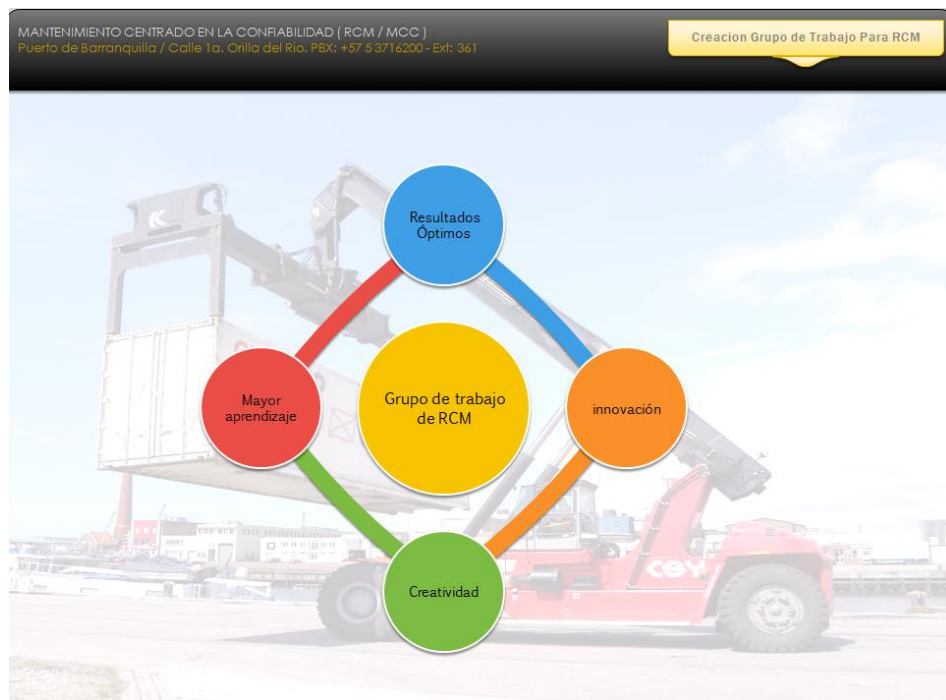 MANTENIMIENTO CENTRADO EN LA CONFIABILIDAD ( RCM / MCC )
Puerto de Barranquilla / Calle 1a. Orilla del Rio. PBX: +57 5 3716200 - Ext: 361
Creacion Grupo de Trabajo Para RCM
Resultados
Óptimos
Mayor
aprendizaje
Grupo de trabajo
de RCM
innovación
Creatividad